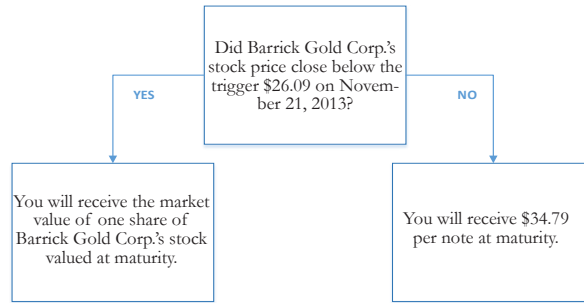 Did Barrick Gold Corp.'s
stock price close below the
trigger $26.09 on Novem-
ber 21, 2013?
YES
NO
You will receive the market
value of one share of
Barrick Gold Corp.'s stock
valued at maturity.
You will receive $34.79
per note at maturity.